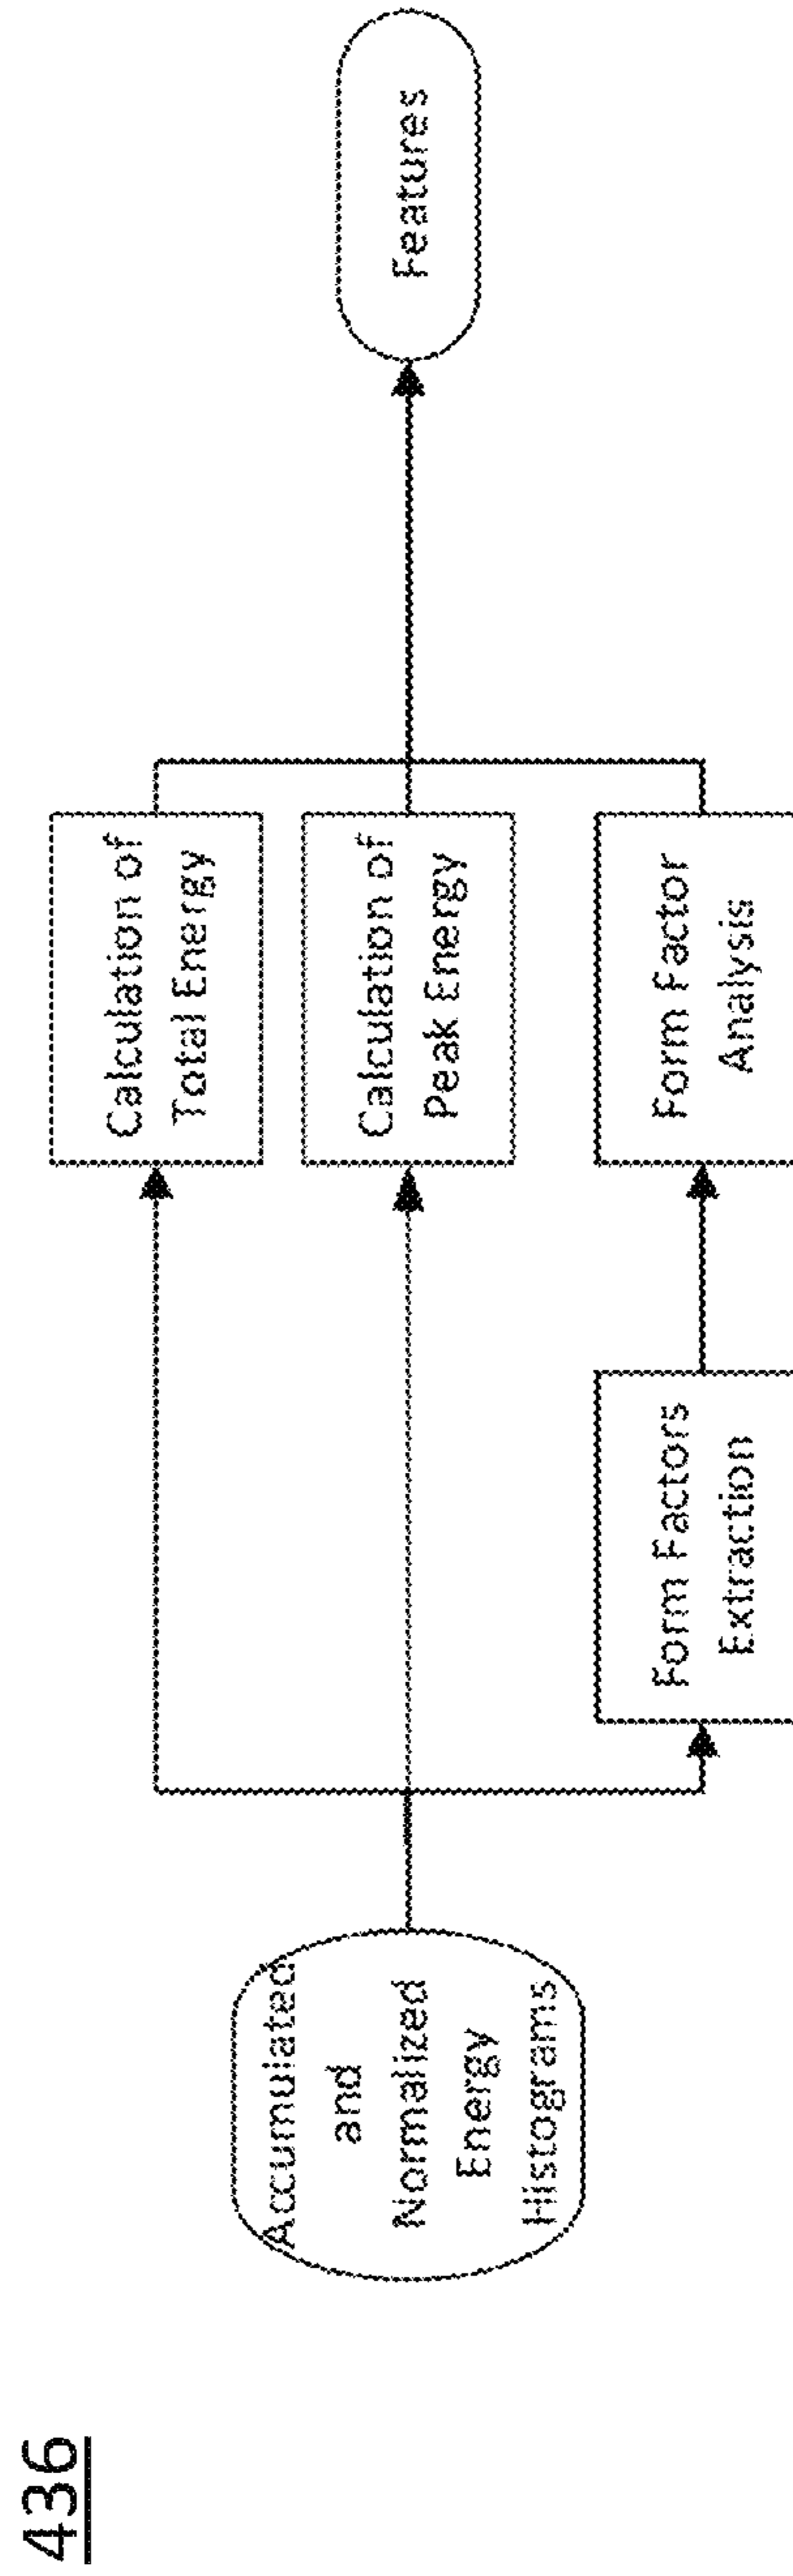 436
Accumulated
and
Normalized
Energy
Histograms
Calculation of
Total Energy
Calculation of
Peak Energy
Form Factors
Extraction
Form Factor
Analysis
Features